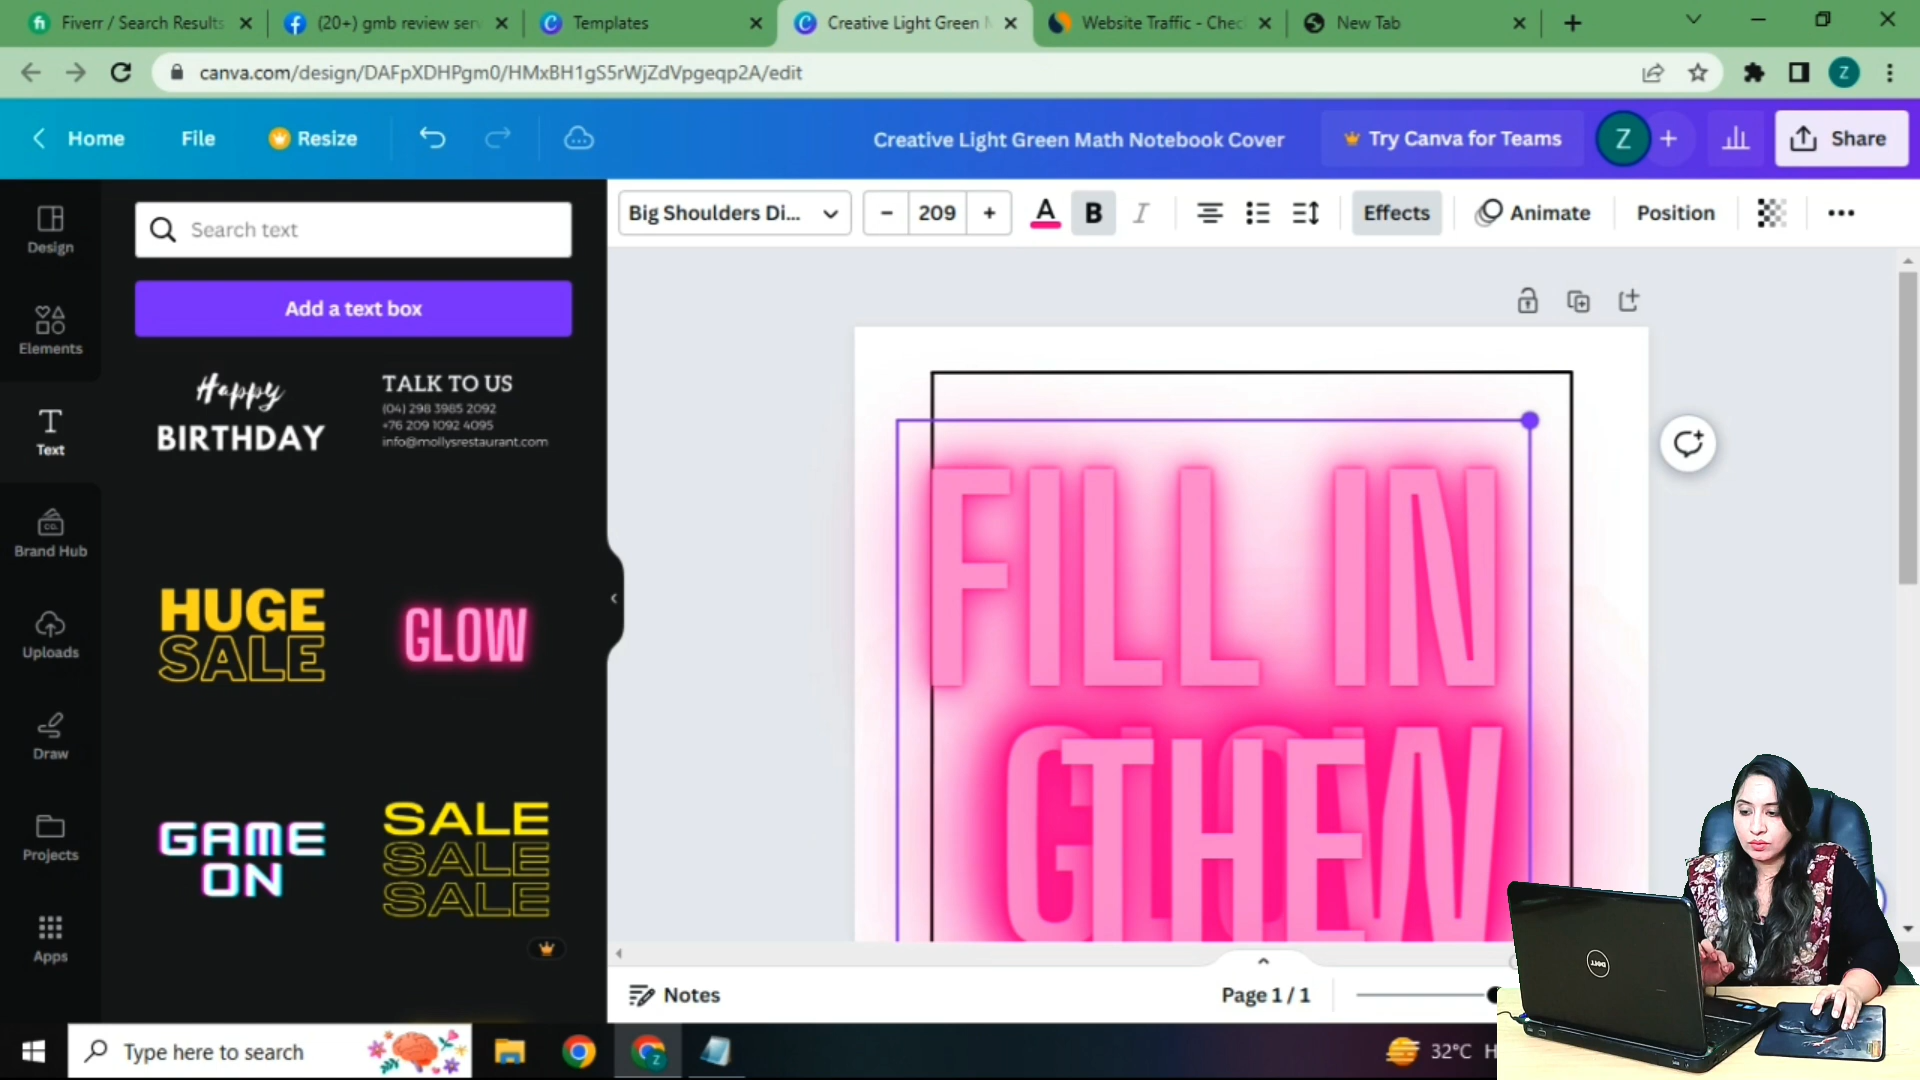 Fiverr / Search Results
(20+) gmb review serv
Templates
Creative Light Green M
Website Traffic - Chec
New Tab
canva.com/design/DAFpXDHPgm0/HMxBH1gS5rWjZdVpgeqp2A/edit
Z
Home
File
Resize
Creative Light Green Math Notebook Cover
Try Canva for Teams
Z
Share
Design
Elements
Text
Brand Hub
Uploads
Draw
Projects
Apps
Search text
Add a text box
Happy
BIRTHDAY
TALK TO US
(04) 298 3985 2092
+76 209 1092 4095
info@mollysrestaurant.com
HUGE
SALE
GLOW
GAME
ON
SALE
SALE
SALE
Big Shoulders Di...
209
A
B
I
Effects
Animate
Position
FILL IN
THE
GLOW
Notes
Page 1 / 1
Type here to search
32°C H
DELL